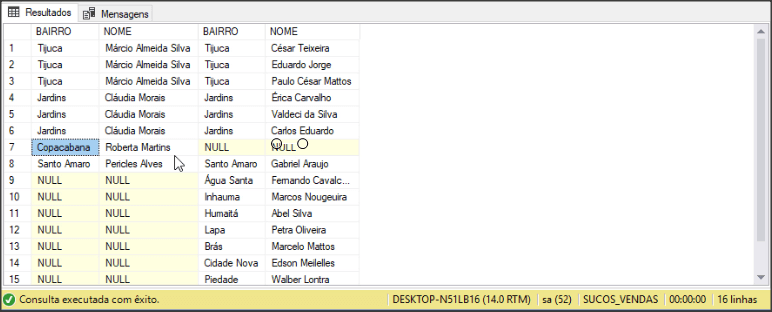 Resultados Mensagens
BAIRRO NOME BAIRRO NOME
1 Tijuca Márcio Almeida Silva Tijuca César Teixeira
2 Tijuca Márcio Almeida Silva Tijuca Eduardo Jorge
3 Tijuca Márcio Almeida Silva Tijuca Paulo César Mattos
4 Jardins Cláudia Morais Jardins Érica Carvalho
5 Jardins Cláudia Morais Jardins Valdeci da Silva
6 Jardins Cláudia Morais Jardins Carlos Eduardo
7 Copacabana Roberta Martins NULL NULL
8 Santo Amaro Pericles Alves Santo Amaro Gabriel Araujo
9 NULL NULL Água Santa Fernando Cavalc...
10 NULL NULL Inhauma Marcos Nougeuira
11 NULL NULL Humaitá Abel Silva
12 NULL NULL Lapa Petra Oliveira
13 NULL NULL Brás Marcelo Mattos
14 NULL NULL Cidade Nova Edson Meilelles
15 NULL NULL Piedade Walber Lontra
Consulta executada com êxito. DESKTOP-N51LB16 (14.0 RTM) sa (52) SUCOS_VENDAS 00:00:00 16 linhas